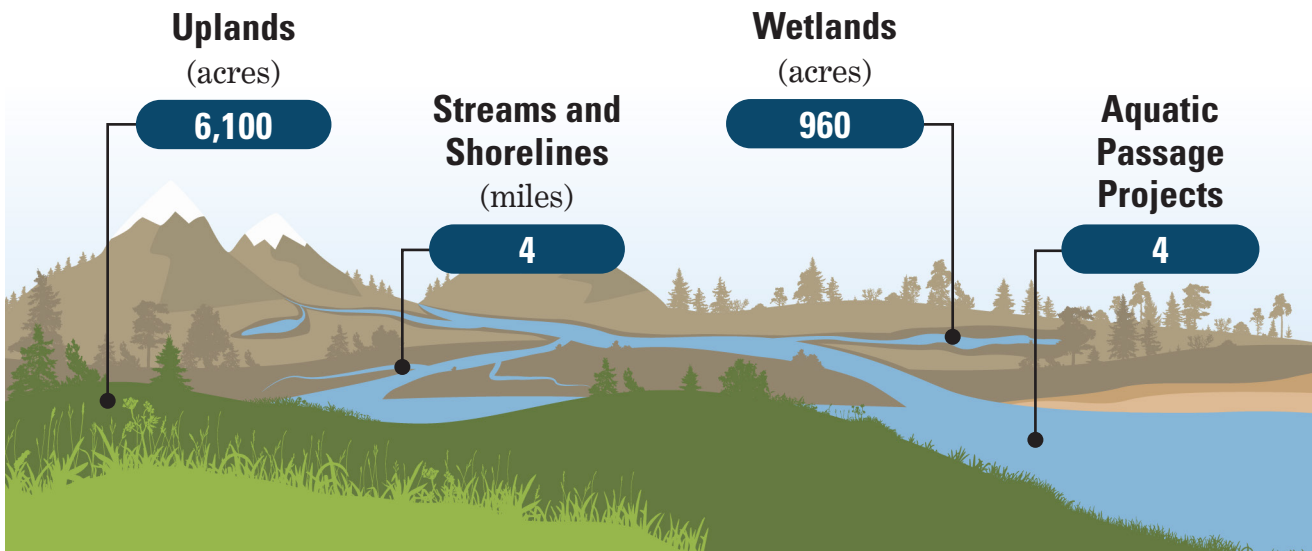 Uplands
(acres)
6,100
Streams and
Shorelines
(miles)
4
Wetlands
(acres)
960
Aquatic
Passage
Projects
4